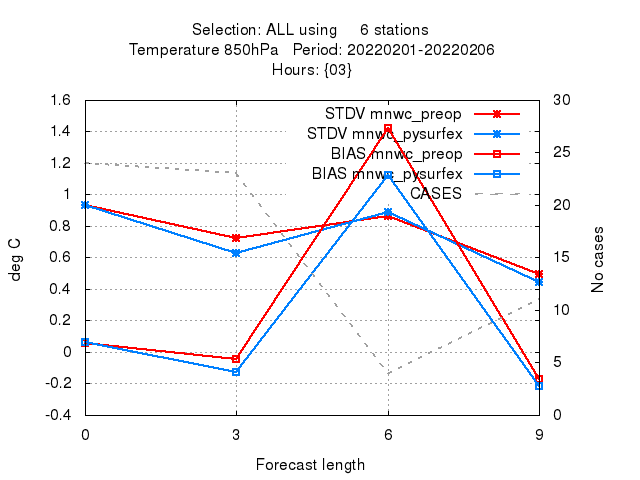 Selection: ALL using 6 stations
Temperature 850hPa Period: 20220201-20220206
Hours: {03}
1.6
1.4
1.2
1
0.8
0.6
0.4
0.2
0
-0.2
-0.4
deg C
STDV mnwc_preop
STDV mnwc_pysurfex
BIAS mnwc_preop
BIAS mnwc_pysurfex
CASES
30
25
20
15
10
5
0
No cases
0 3 6 9
Forecast length